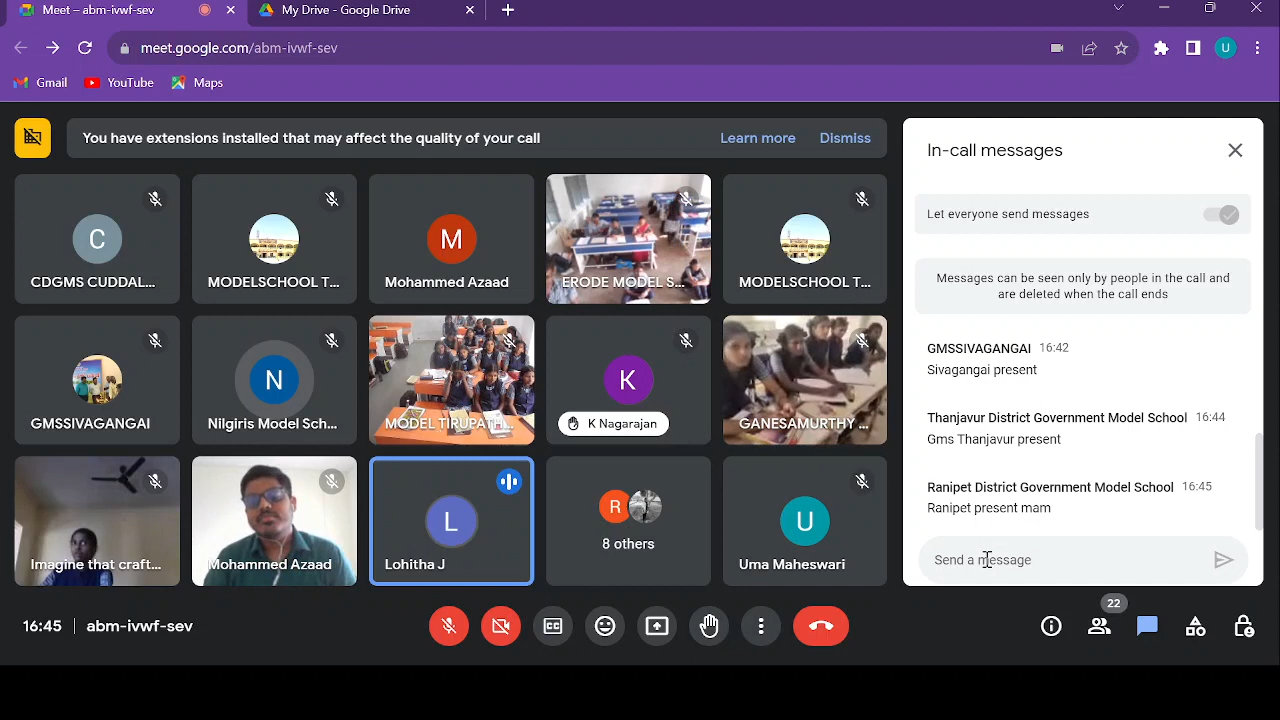 Meet – abm-ivwf-sev
My Drive - Google Drive
meet.google.com/abm-ivwf-sev
U
Gmail
YouTube
Maps
You have extensions installed that may affect the quality of your call
Learn more
Dismiss
C
CDGMS CUDDAL...
MODELSCHOOL T...
M
Mohammed Azaad
ERODE MODEL S...
MODELSCHOOL T...
GMSSIVAGANGAI
N
Nilgiris Model Sch...
MODEL TIRUPATH...
K
K Nagarajan
GANESAMURTHY ...
Imagine that craft...
Mohammed Azaad
L
Lohitha J
R
8 others
U
Uma Maheswari
In-call messages
Let everyone send messages
Messages can be seen only by people in the call and
are deleted when the call ends
GMSSIVAGANGAI 16:42
Sivagangai present
Thanjavur District Government Model School 16:44
Gms Thanjavur present
Ranipet District Government Model School 16:45
Ranipet present mam
Send a message
16:45 | abm-ivwf-sev
22